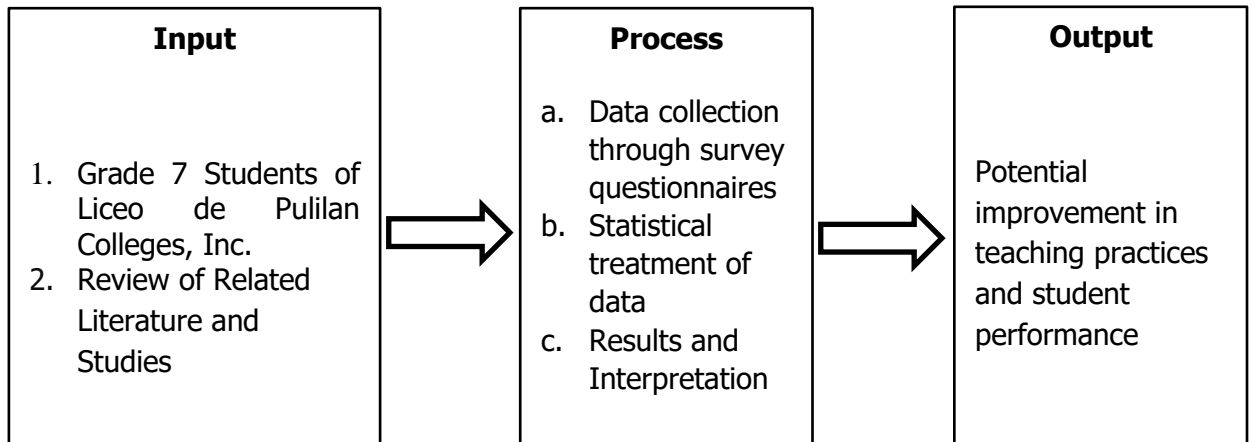 Input
1. Grade 7 Students of
Liceo de Pulilan
Colleges, Inc.
2. Review of Related
Literature and
Studies
Process
a. Data collection
through survey
questionnaires
b. Statistical
treatment of
data
c. Results and
Interpretation
Output
Potential
improvement in
teaching practices
and student
performance